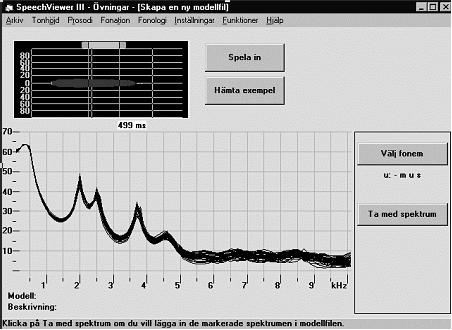 SpeechViewer III - Övningar - [Skapa en ny modellfil]
Arkiv Tonhöjd Prosodi Fonation Fonologi Inställningar Funktioner Hjälp
80
60
40
20
0
20
40
60
80
499 ms
Spela in
Hämta exempel
70
60
50
40
30
20
10
1 2 3 4 5 6 7 8 9 kHz
Välj fonem
u: - m u s
Ta med spektrum
Modell:
Beskrivning:
Klicka på Ta med spektrum om du vill lägga in de markerade spektrumen i modellfilen.